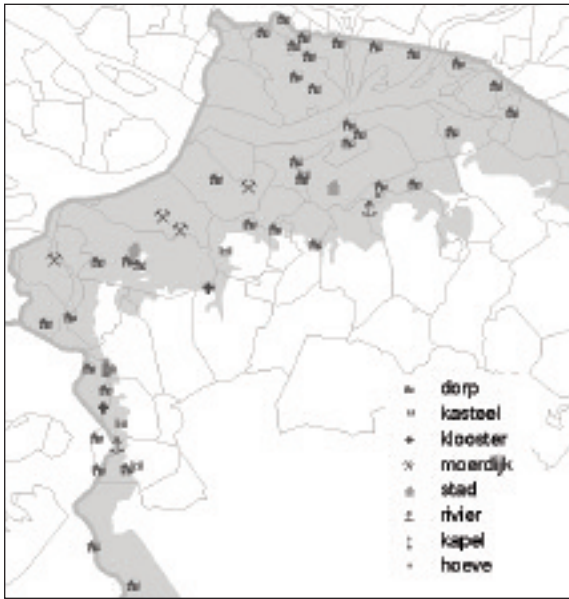 dorp
kasteel
klooster
moerdijk
stad
rivier
kapel
hoeve